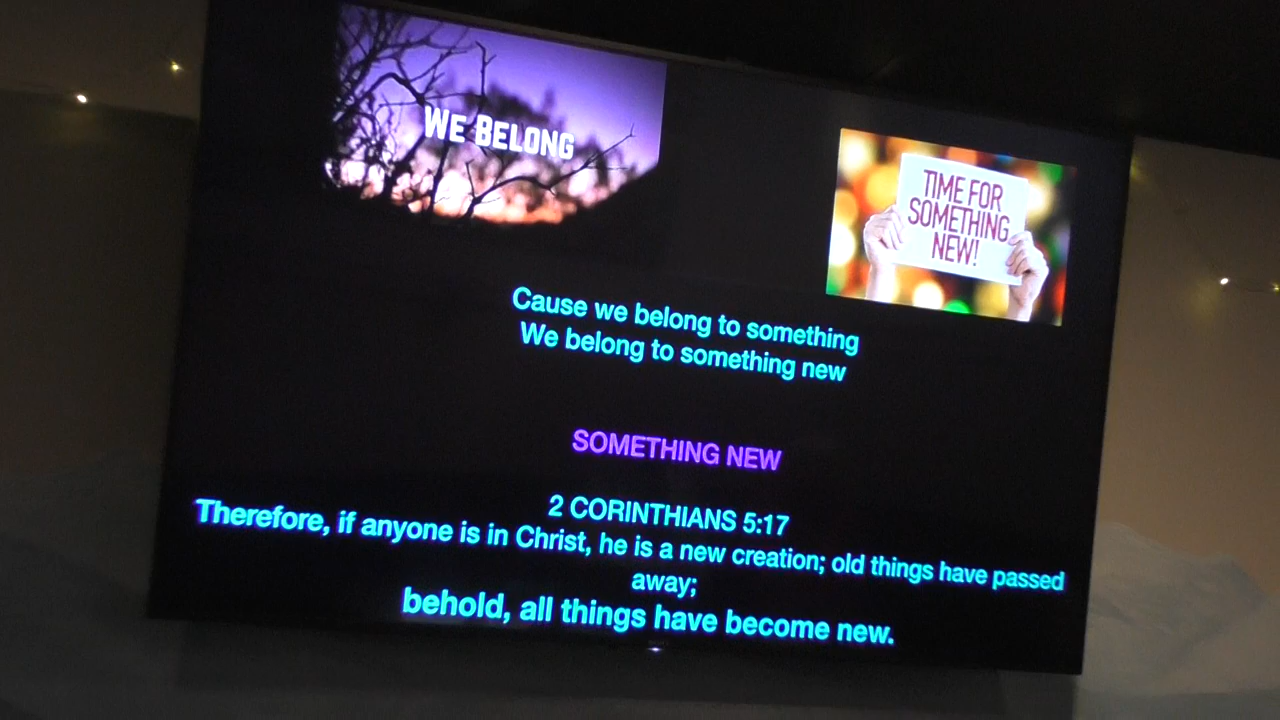 WE BELONG
TIME FOR
SOMETHING
NEW!
Cause we belong to something
We belong to something new
SOMETHING NEW
2 CORINTHIANS 5:17
Therefore, if anyone is in Christ, he is a new creation; old things have passed
away;
behold, all things have become new.